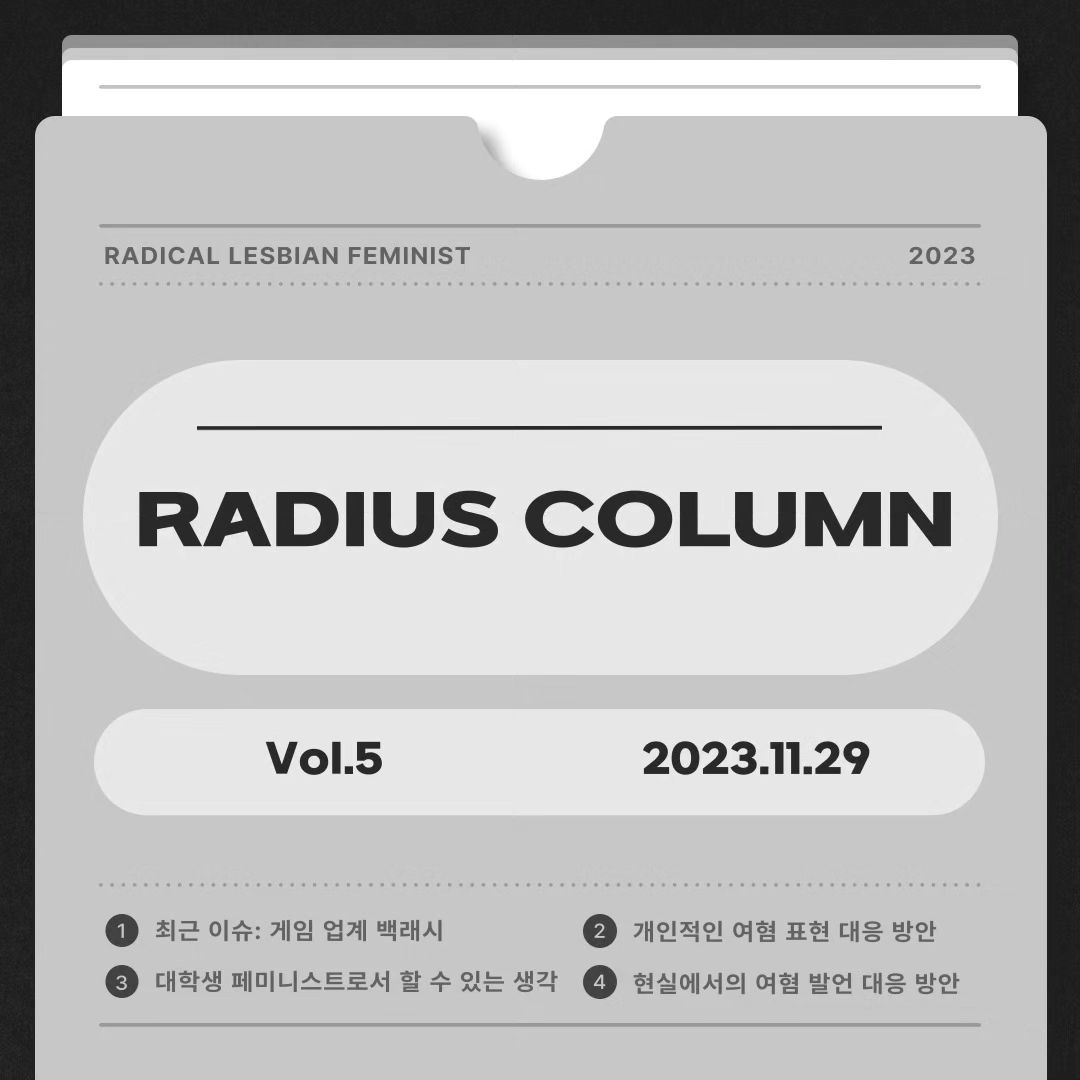 RADICAL LESBIAN FEMINIST 2023
RADIUS COLUMN
Vol.5 2023.11.29
1 최근 이슈: 게임 업계 백래시
2 개인적인 여혐 표현 대응 방안
3 대학생 페미니스트로서 할 수 있는 생각
4 현실에서의 여혐 발언 대응 방안